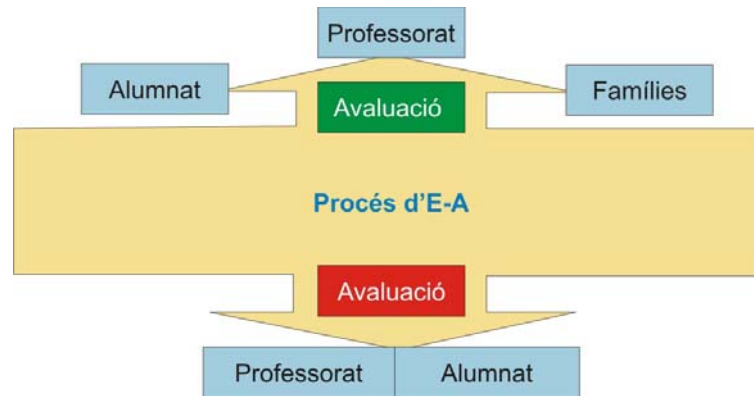 Professorat
Alumnat
Famílies
Avaluació
Procés d'E-A
Avaluació
Professorat
Alumnat